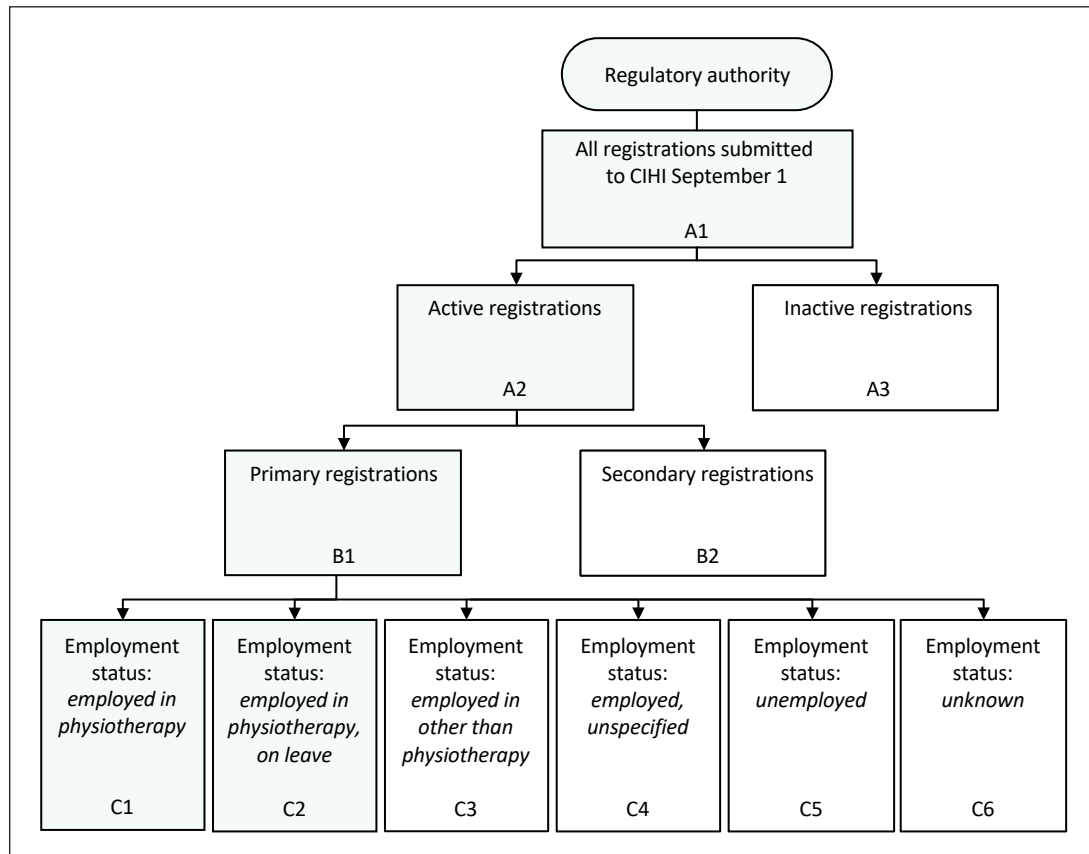 Regulatory authority
All registrations submitted
to CIHI September 1
A1
Active registrations
A2
Inactive registrations
A3
Primary registrations
B1
Secondary registrations
B2
Employment
status:
employed in
physiotherapy
C1
Employment
status:
employed in
physiotherapy,
on leave
C2
Employment
status:
employed in
other than
physiotherapy
C3
Employment
status:
employed,
unspecified
C4
Employment
status:
unemployed
C5
Employment
status:
unknown
C6